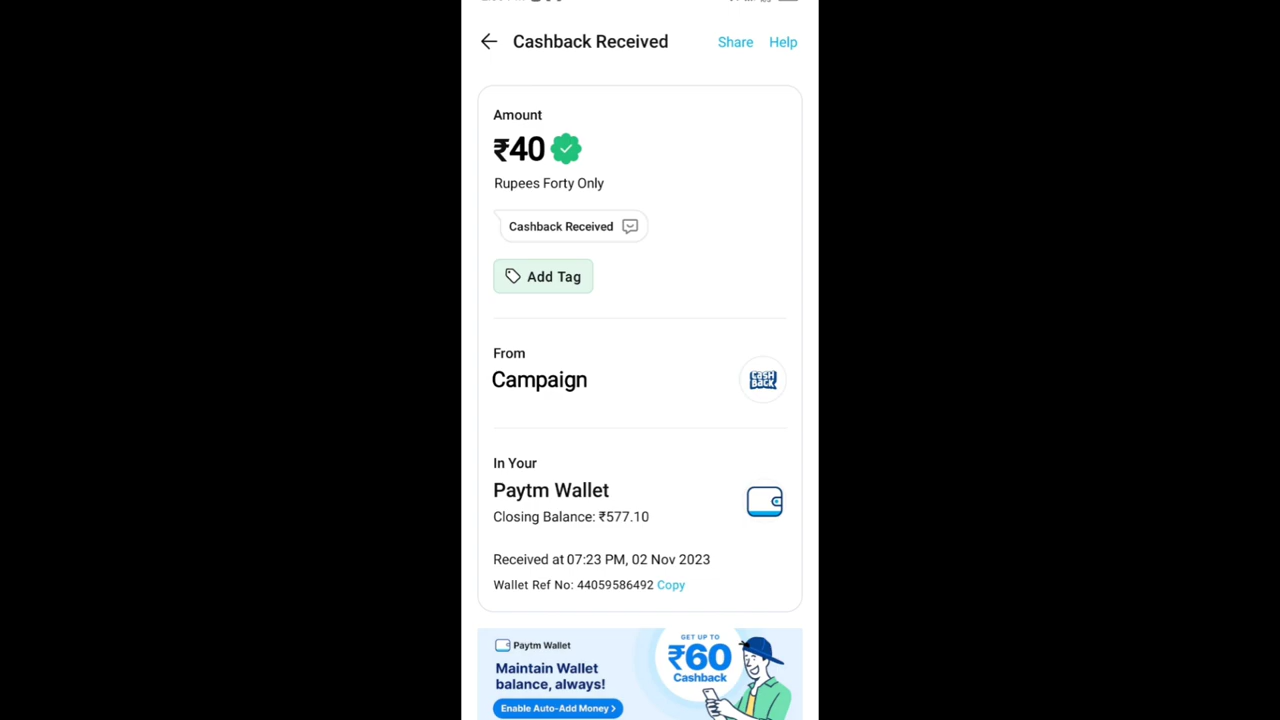 Cashback Received
Share
Help
Amount
₹40
Rupees Forty Only
Cashback Received
Add Tag
From
Campaign
CASH
BACK
In Your
Paytm Wallet
Closing Balance: ₹577.10
Received at 07:23 PM, 02 Nov 2023
Wallet Ref No: 44059586492 Copy
Paytm Wallet
Maintain Wallet
balance, always!
Enable Auto-Add Money >
GET UP TO
₹60
Cashback